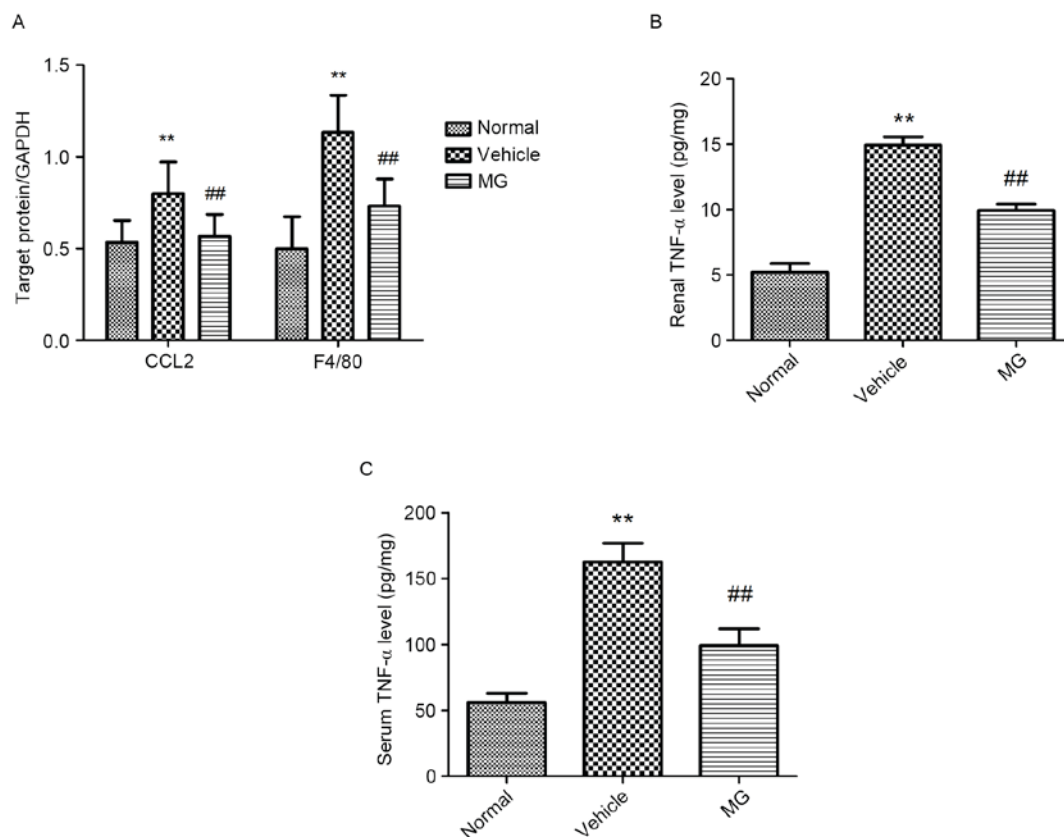 A
Target protein/GAPDH
1.5
1.0
0.5
0.0
**
##
**
##
CCL2
F4/80
Normal
Vehicle
MG
B
Renal TNF-α level (pg/mg)
20
15
10
5
0
**
##
Normal
Vehicle
MG
C
Serum TNF-α level (pg/mg)
200
150
100
50
0
**
##
Normal
Vehicle
MG